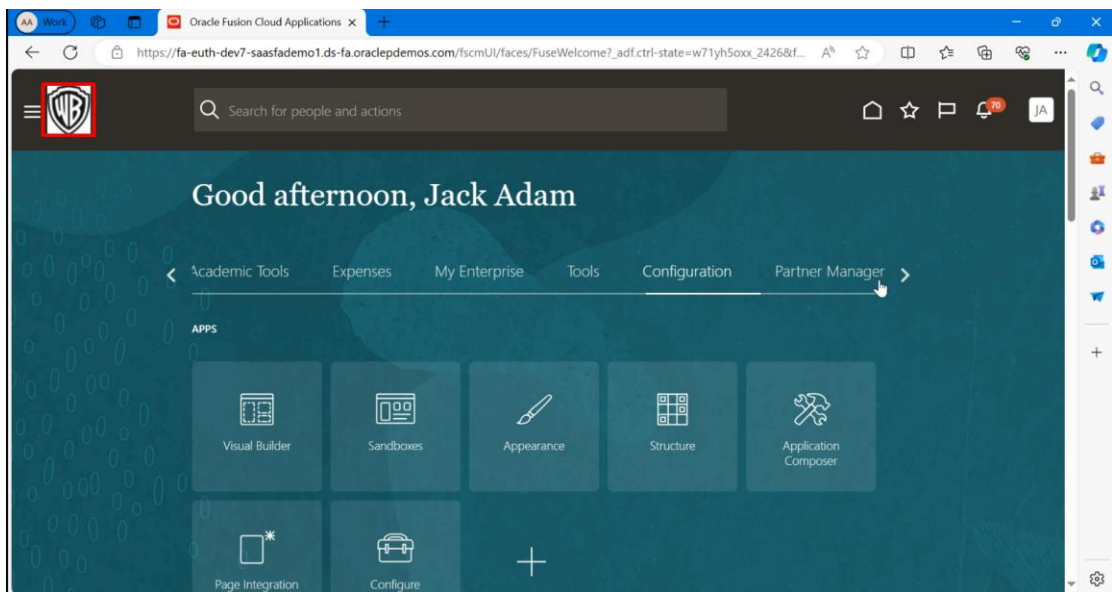 AA Work
Oracle Fusion Cloud Applications
https://fa-euth-dev7-saasfademo1.ds-fa.oraclepdemos.com/fscmUI/faces/FuseWelcome?_adf.ctrl-state=w71yh5oxx_2426&f...
WB
Search for people and actions
70
JA
Good afternoon, Jack Adam
Academic Tools Expenses My Enterprise Tools Configuration Partner Manager
APPS
Visual Builder Sandboxes Appearance Structure Application
Composer
Page Integration Configure